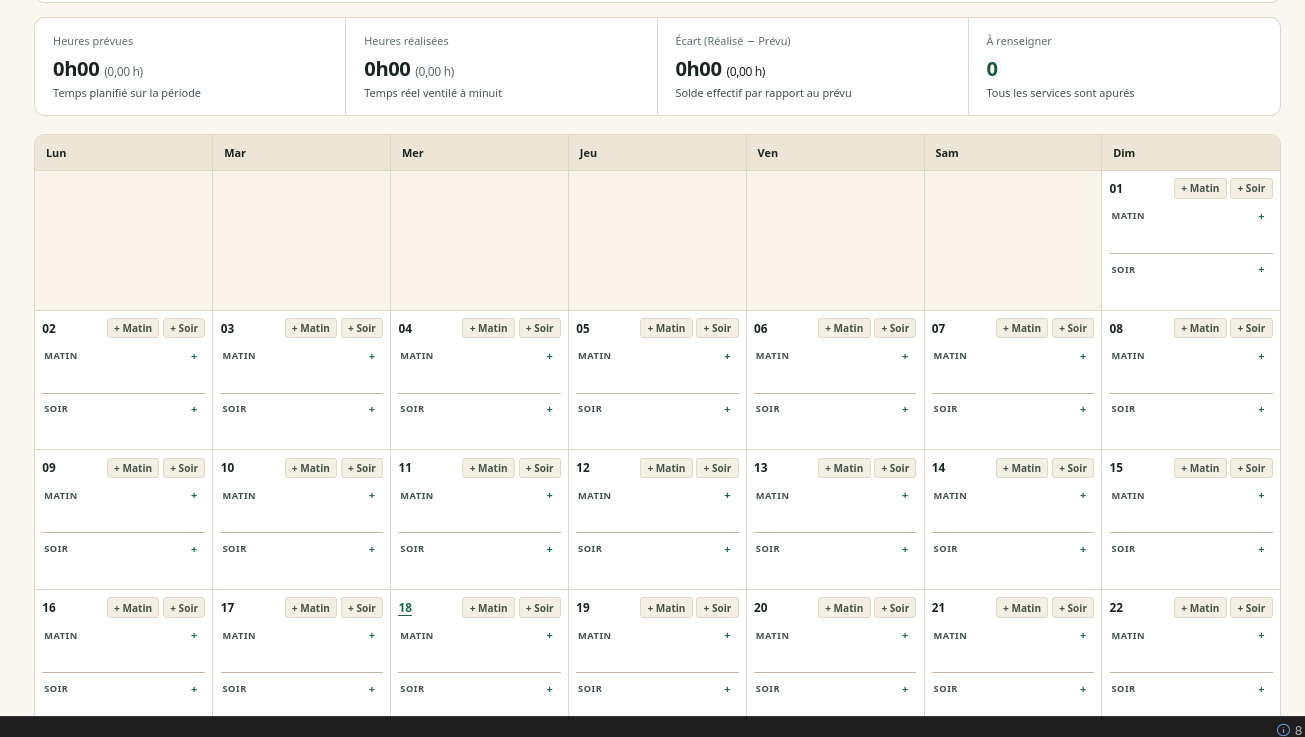 Heures prévues
0h00 (0,00 h)
Temps planifié sur la période
Heures réalisées
0h00 (0,00 h)
Temps réel ventilé à minuit
Écart (Réalisé − Prévu)
0h00 (0,00 h)
Solde effectif par rapport au prévu
À renseigner
0
Tous les services sont apurés
Lun Mar Mer Jeu Ven Sam Dim
01 + Matin + Soir
MATIN +
SOIR +
02 + Matin + Soir 03 + Matin + Soir 04 + Matin + Soir 05 + Matin + Soir 06 + Matin + Soir 07 + Matin + Soir 08 + Matin + Soir
MATIN + MATIN + MATIN + MATIN + MATIN + MATIN + MATIN +
SOIR + SOIR + SOIR + SOIR + SOIR + SOIR + SOIR +
09 + Matin + Soir 10 + Matin + Soir 11 + Matin + Soir 12 + Matin + Soir 13 + Matin + Soir 14 + Matin + Soir 15 + Matin + Soir
MATIN + MATIN + MATIN + MATIN + MATIN + MATIN + MATIN +
SOIR + SOIR + SOIR + SOIR + SOIR + SOIR + SOIR +
16 + Matin + Soir 17 + Matin + Soir 18 + Matin + Soir 19 + Matin + Soir 20 + Matin + Soir 21 + Matin + Soir 22 + Matin + Soir
MATIN + MATIN + MATIN + MATIN + MATIN + MATIN + MATIN +
SOIR + SOIR + SOIR + SOIR + SOIR + SOIR + SOIR +
8